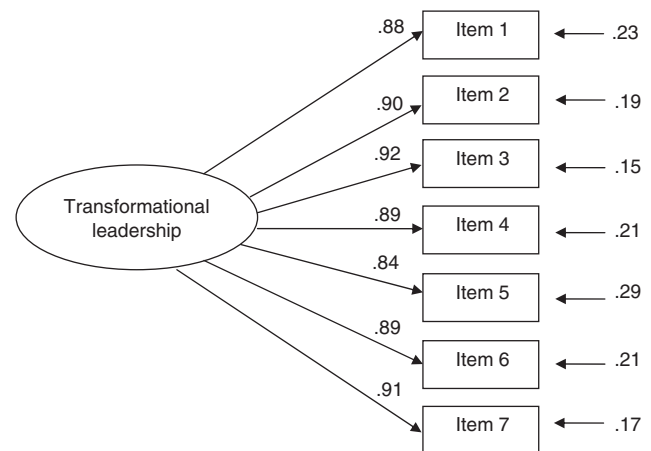 .88 Item 1 .23
.90 Item 2 .19
.92 Item 3 .15
Transformational
leadership
.89 Item 4 .21
.84 Item 5 .29
.89 Item 6 .21
.91 Item 7 .17